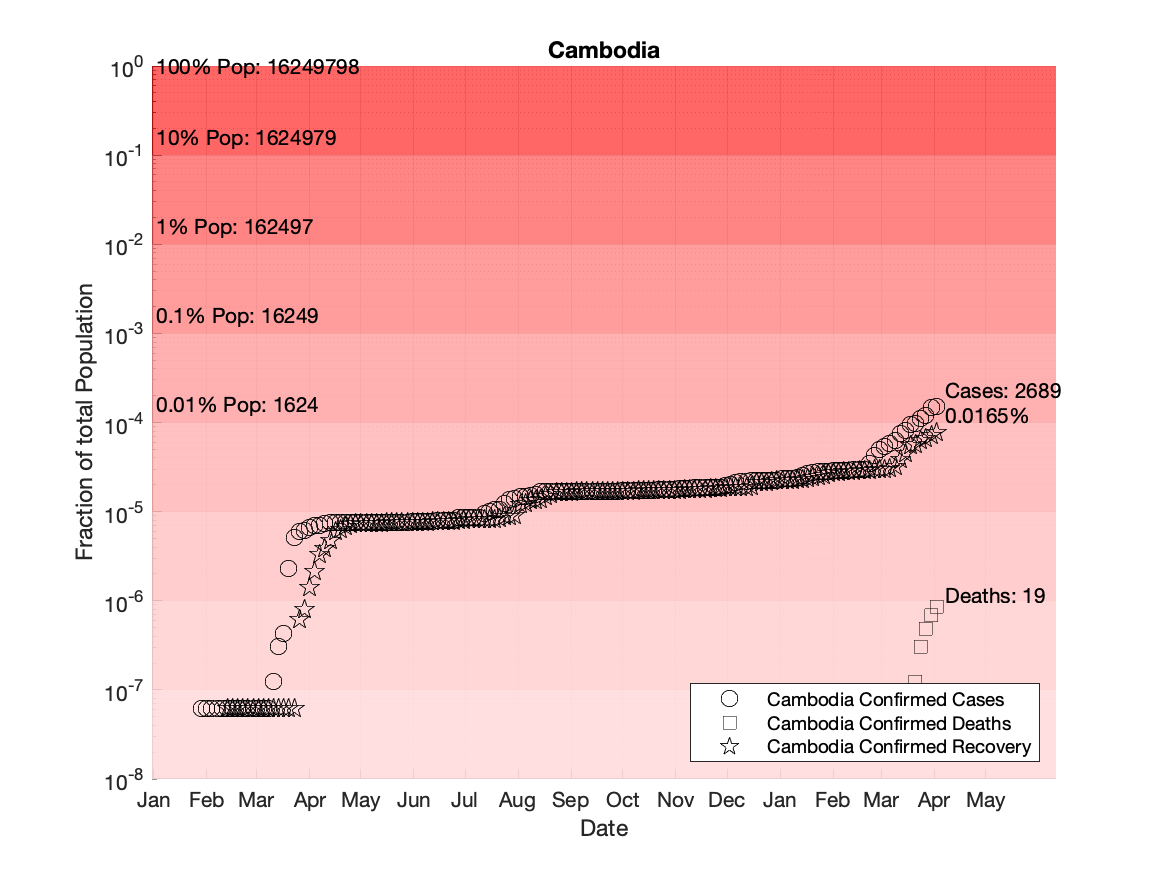 Cambodia
10^0
100% Pop: 16249798
10% Pop: 1624979
10^-1
1% Pop: 162497
10^-2
0.1% Pop: 16249
10^-3
0.01% Pop: 1624
10^-4
Cases: 2689
0.0165%
10^-5
10^-6
Deaths: 19
10^-7
10^-8
Fraction of total Population
Cambodia Confirmed Cases
Cambodia Confirmed Deaths
Cambodia Confirmed Recovery
Jan Feb Mar Apr May Jun Jul Aug Sep Oct Nov Dec Jan Feb Mar Apr May
Date